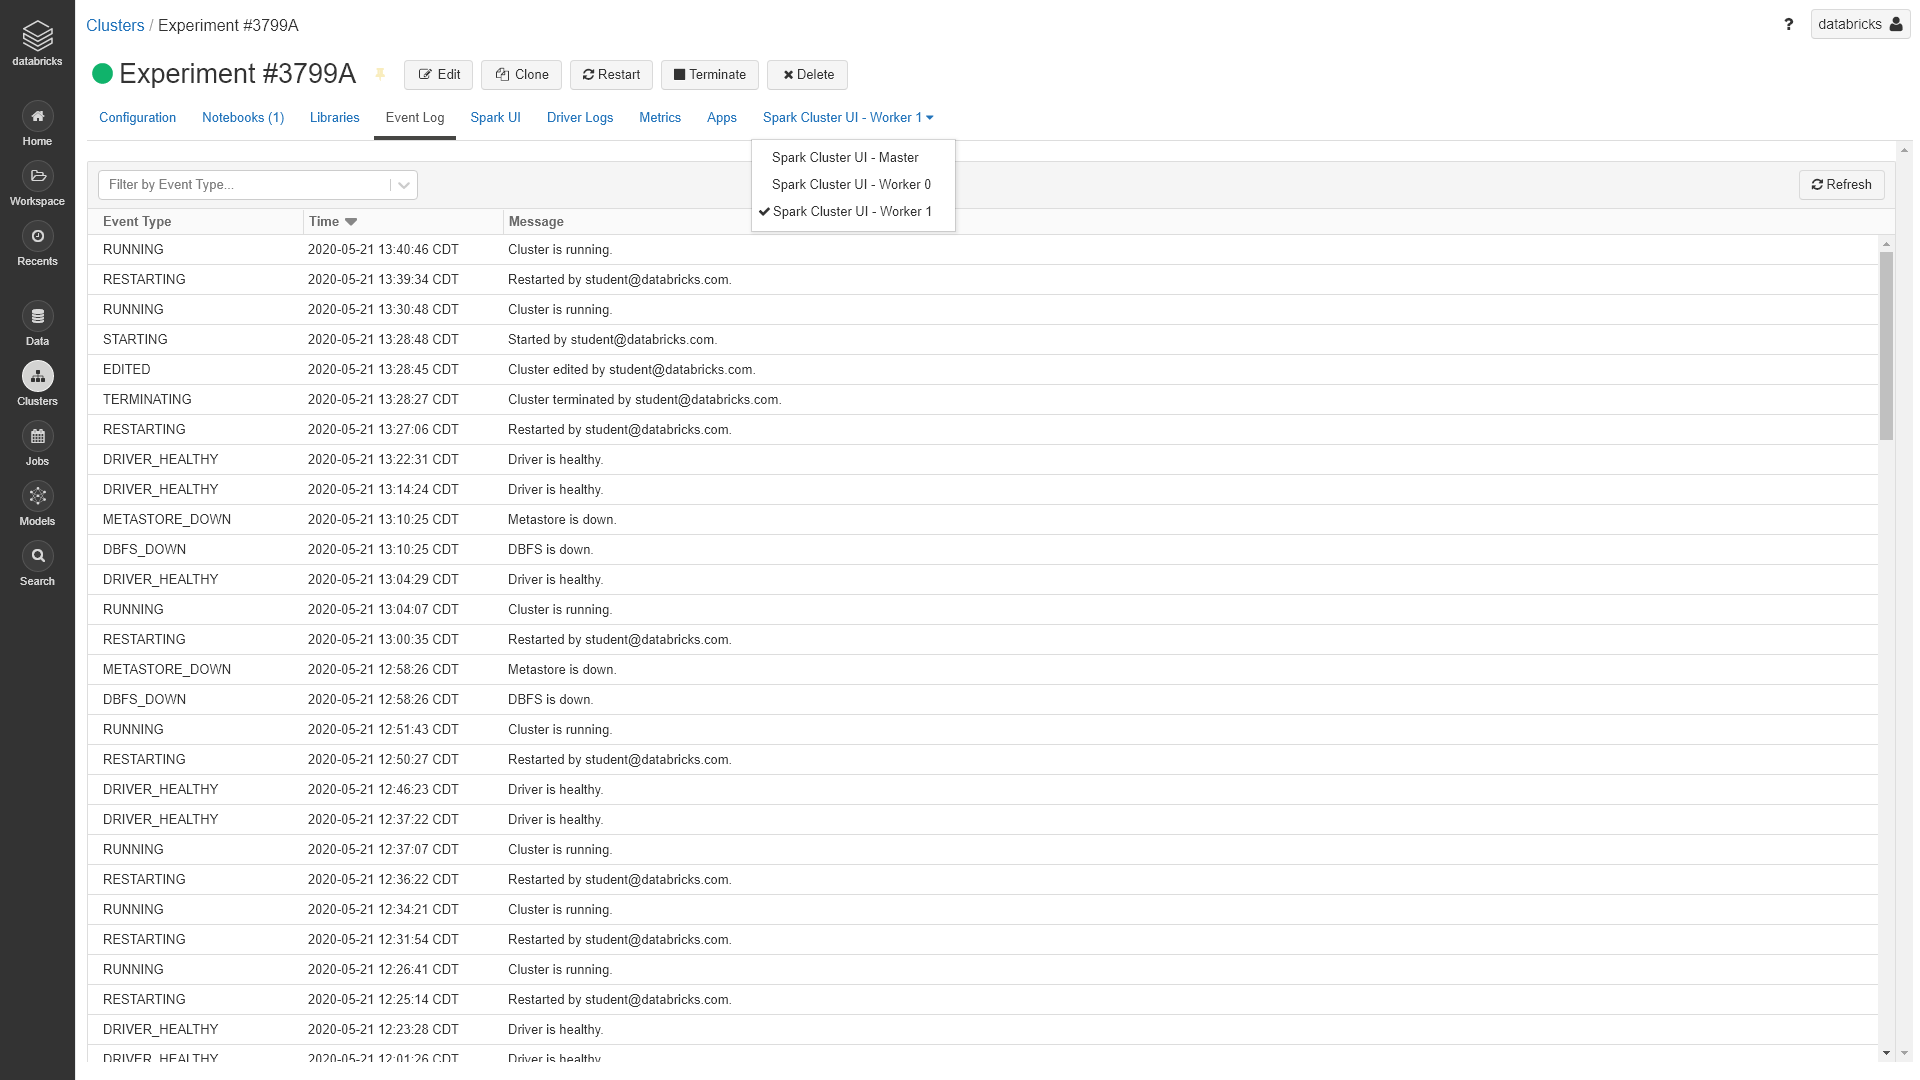 databricks
Home
Workspace
Recents
Data
Clusters
Jobs
Models
Search
Clusters / Experiment #3799A
? databricks
Experiment #3799A Edit Clone Restart Terminate Delete
Configuration Notebooks (1) Libraries Event Log Spark UI Driver Logs Metrics Apps Spark Cluster UI - Worker 1
Spark Cluster UI - Master
Spark Cluster UI - Worker 0
Spark Cluster UI - Worker 1
Filter by Event Type... Refresh
Event Type Time Message
RUNNING 2020-05-21 13:40:46 CDT Cluster is running.
RESTARTING 2020-05-21 13:39:34 CDT Restarted by student@databricks.com.
RUNNING 2020-05-21 13:30:48 CDT Cluster is running.
STARTING 2020-05-21 13:28:48 CDT Started by student@databricks.com.
EDITED 2020-05-21 13:28:45 CDT Cluster edited by student@databricks.com.
TERMINATING 2020-05-21 13:28:27 CDT Cluster terminated by student@databricks.com.
RESTARTING 2020-05-21 13:27:06 CDT Restarted by student@databricks.com.
DRIVER_HEALTHY 2020-05-21 13:22:31 CDT Driver is healthy.
DRIVER_HEALTHY 2020-05-21 13:14:24 CDT Driver is healthy.
METASTORE_DOWN 2020-05-21 13:10:25 CDT Metastore is down.
DBFS_DOWN 2020-05-21 13:10:25 CDT DBFS is down.
DRIVER_HEALTHY 2020-05-21 13:04:29 CDT Driver is healthy.
RUNNING 2020-05-21 13:04:07 CDT Cluster is running.
RESTARTING 2020-05-21 13:00:35 CDT Restarted by student@databricks.com.
METASTORE_DOWN 2020-05-21 12:58:26 CDT Metastore is down.
DBFS_DOWN 2020-05-21 12:58:26 CDT DBFS is down.
RUNNING 2020-05-21 12:51:43 CDT Cluster is running.
RESTARTING 2020-05-21 12:50:27 CDT Restarted by student@databricks.com.
DRIVER_HEALTHY 2020-05-21 12:46:23 CDT Driver is healthy.
DRIVER_HEALTHY 2020-05-21 12:37:22 CDT Driver is healthy.
RUNNING 2020-05-21 12:37:07 CDT Cluster is running.
RESTARTING 2020-05-21 12:36:22 CDT Restarted by student@databricks.com.
RUNNING 2020-05-21 12:34:21 CDT Cluster is running.
RESTARTING 2020-05-21 12:31:54 CDT Restarted by student@databricks.com.
RUNNING 2020-05-21 12:26:41 CDT Cluster is running.
RESTARTING 2020-05-21 12:25:14 CDT Restarted by student@databricks.com.
DRIVER_HEALTHY 2020-05-21 12:23:28 CDT Driver is healthy.
DRIVER_HEALTHY 2020-05-21 12:01:26 CDT Driver is healthy.